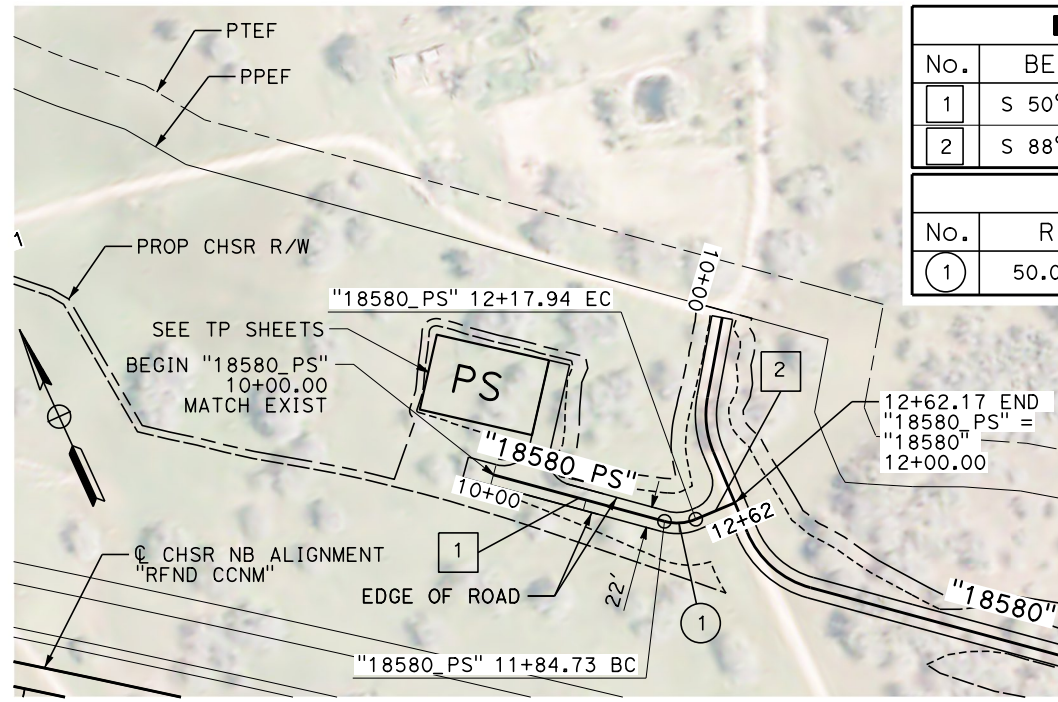 PTEF
PPEF
No. BE
1 S 50°
2 S 88°
No. R
1 50.0
PROP CHSR R/W
10+00
"18580_PS" 12+17.94 EC
SEE TP SHEETS
BEGIN "18580_PS"
10+00.00
MATCH EXIST
PS
2
12+62.17 END
"18580_PS" =
"18580"
12+00.00
"18580_PS"
10+00
12+62
1
℄ CHSR NB ALIGNMENT
"RFND CCNM"
EDGE OF ROAD
22'
1
"18580"
"18580_PS" 11+84.73 BC